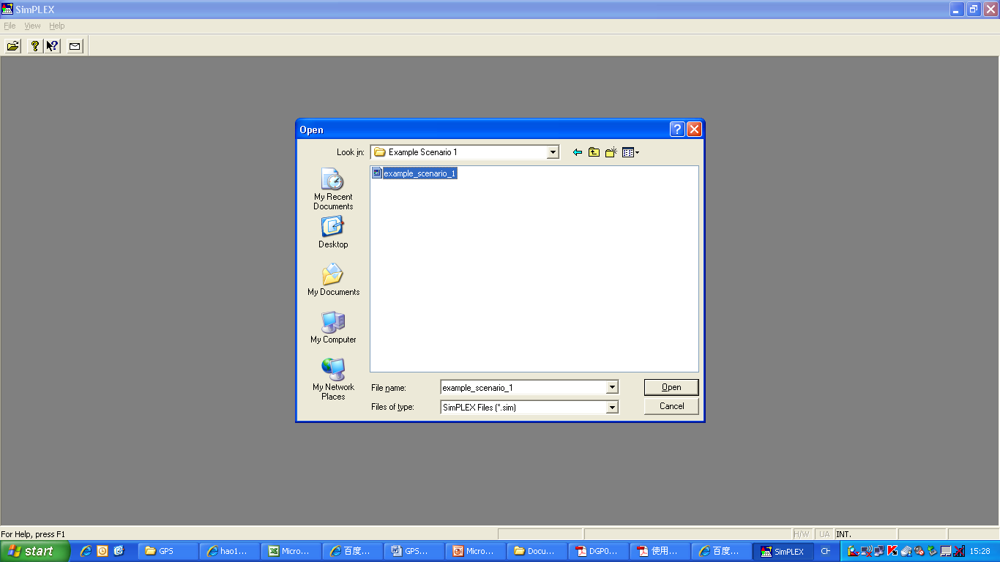 SimPLEX
File View Help
Open
Look in: Example Scenario 1
example_scenario_1
My Recent
Documents
Desktop
My Documents
My Computer
My Network
Places
File name: example_scenario_1
Open
Files of type: SimPLEX Files (*.sim)
Cancel
For Help, press F1
H/W UA INT.
start
GPS
hao1...
Micro...
百度...
GPS...
Micro...
Docu...
DGP0...
使用...
百度...
SimPLEX
CH
15:28